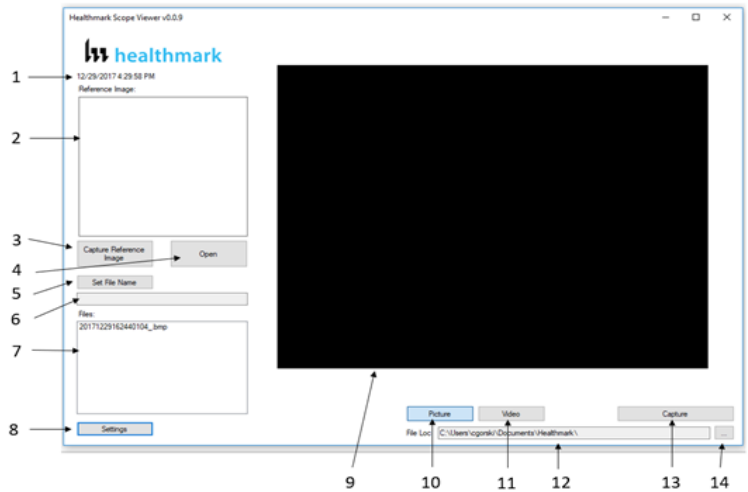 Healthmark Scope Viewer v0.0.9
healthmark
1
12/29/2017 4:29:58 PM
Reference Image:
2
3
Capture Reference
Image
Open
4
5
Set File Name
6
Files:
20171229162440104_.bmp
7
8
Settings
Picture
Video
Capture
File Loc:
C:\Users\cgorski\Documents\Healthmark\
...
9
10
11
12
13
14